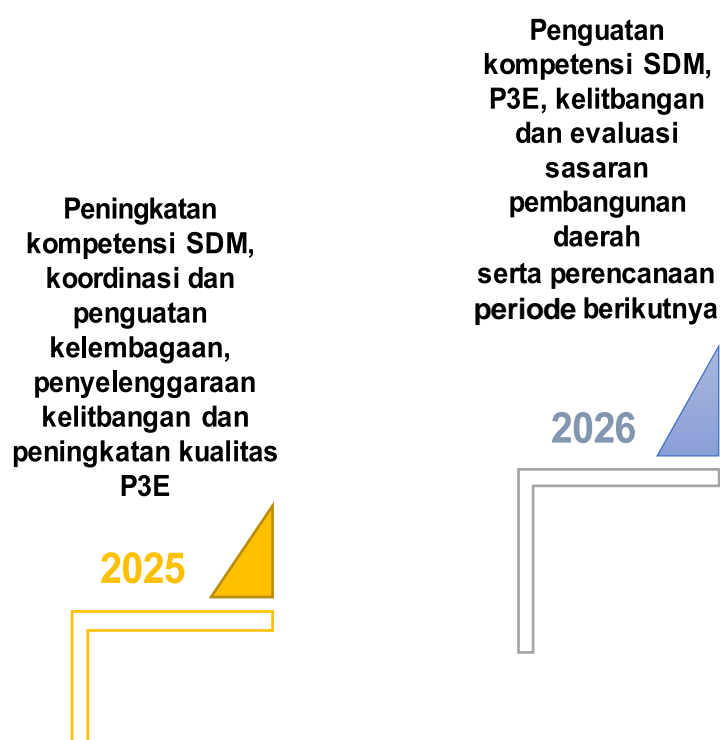 Peningkatan
kompetensi SDM,
koordinasi dan
penguatan
kelembagaan,
penyelenggaraan
kelitbangan dan
peningkatan kualitas
P3E
2025
Penguatan
kompetensi SDM,
P3E, kelitbangan
dan evaluasi
sasaran
pembangunan
daerah
serta perencanaan
periode berikutnya
2026